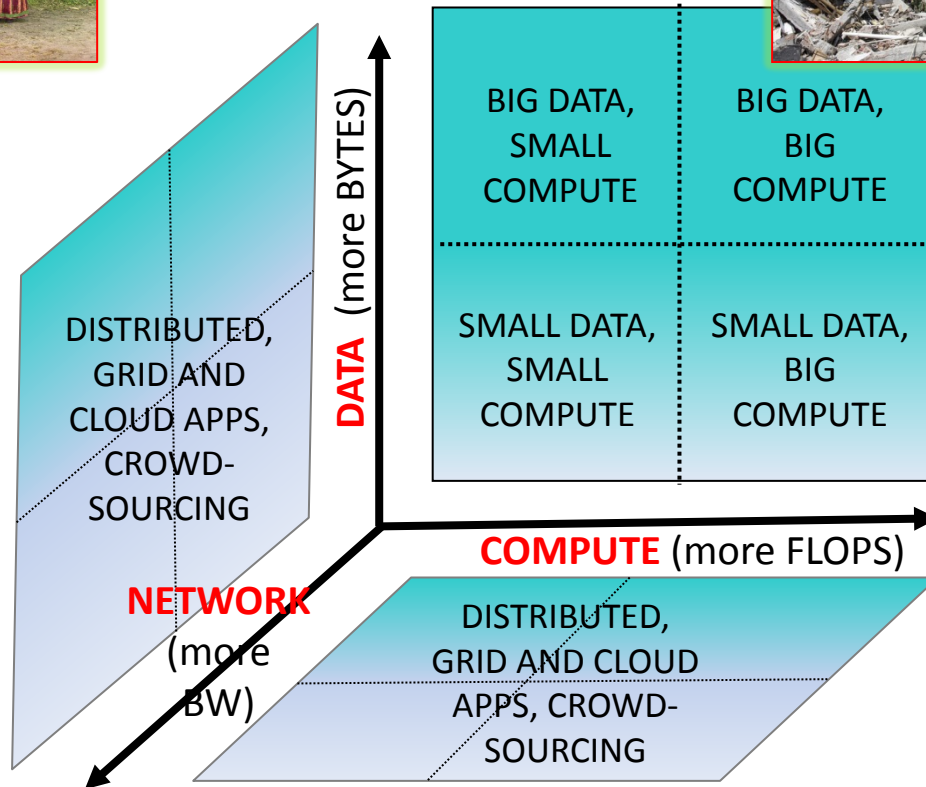 BIG DATA,
SMALL
COMPUTE
BIG DATA,
BIG
COMPUTE
DATA (more BYTES)
SMALL DATA,
SMALL
COMPUTE
SMALL DATA,
BIG
COMPUTE
DISTRIBUTED,
GRID AND
CLOUD APPS,
CROWD-
SOURCING
COMPUTE (more FLOPS)
NETWORK
(more
BW)
DISTRIBUTED,
GRID AND CLOUD
APPS, CROWD-
SOURCING